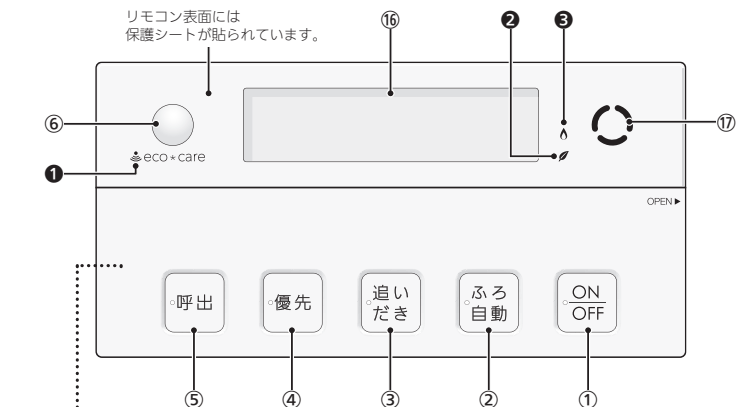 リモコン表面には
保護シートが貼られています。
⑯
❷
❸
⑥
⑰
eco*care
❶
OPEN▶
呼出
優先
追い
だき
ふろ
自動
ON
OFF
⑤
④
③
②
①